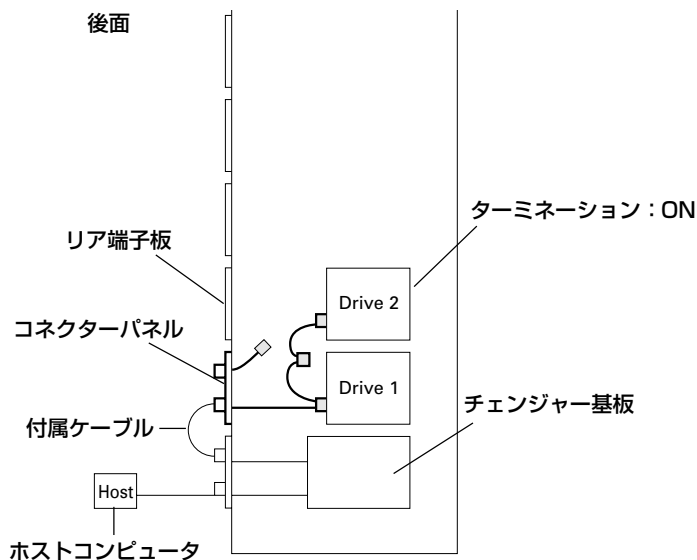 後面
ターミネーション：ON
リア端子板
Drive 2
コネクターパネル
Drive 1
チェンジャー基板
付属ケーブル
Host
ホストコンピュータ